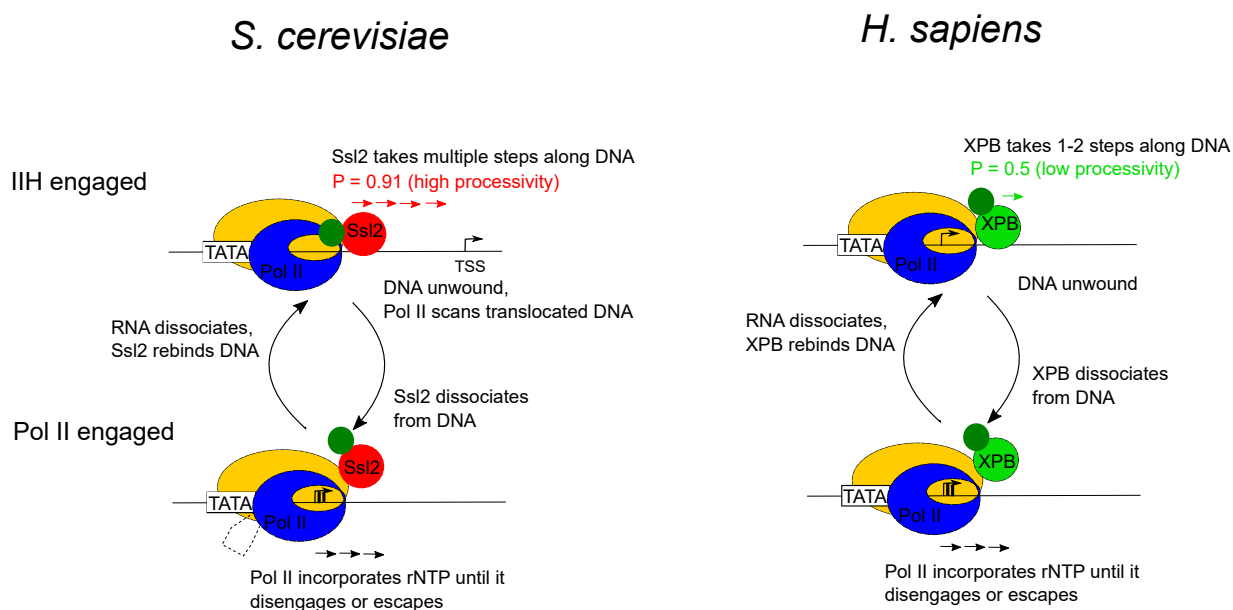 S. cerevisiae
H. sapiens
IIH engaged
Ssl2 takes multiple steps along DNA
P = 0.91 (high processivity)
Ssl2
TATA
Pol II
TSS
DNA unwound,
Pol II scans translocated DNA
RNA dissociates,
Ssl2 rebinds DNA
Ssl2 dissociates
from DNA
Pol II engaged
Ssl2
TATA
Pol II
Pol II incorporates rNTP until it
disengages or escapes
XPB takes 1-2 steps along DNA
P = 0.5 (low processivity)
XPB
TATA
Pol II
DNA unwound
RNA dissociates,
XPB rebinds DNA
XPB dissociates
from DNA
XPB
TATA
Pol II
Pol II incorporates rNTP until it
disengages or escapes